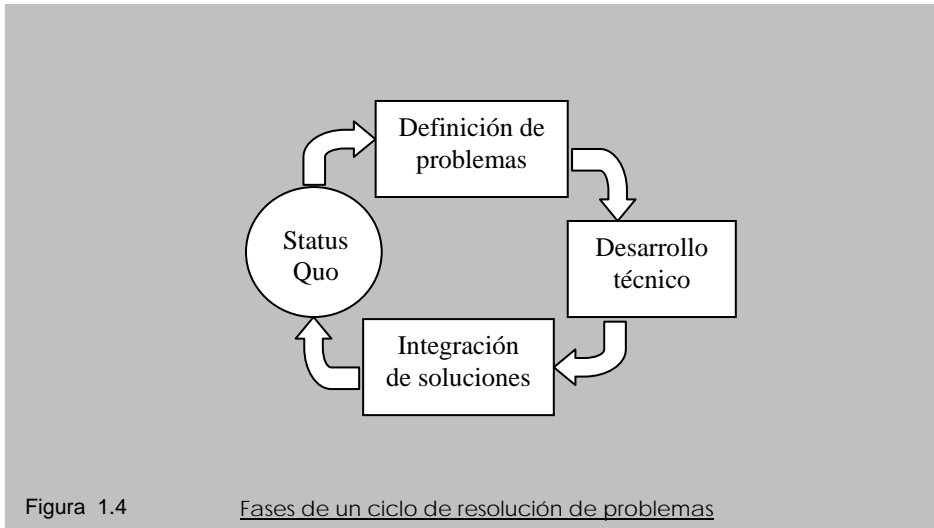 Definición de
problemas
Status
Quo
Desarrollo
técnico
Integración
de soluciones
Figura 1.4 Fases de un ciclo de resolución de problemas